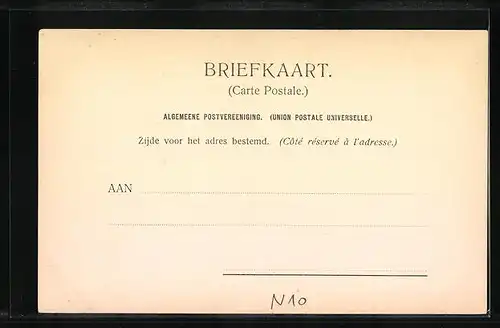 BRIEFKAART.
(Carte Postale.)
ALGEMEENE POSTVEREENIGING. (UNION POSTALE UNIVERSELLE.)
Zijde voor het adres bestemd. (Côté réservé à l'adresse.)
AAN
N10